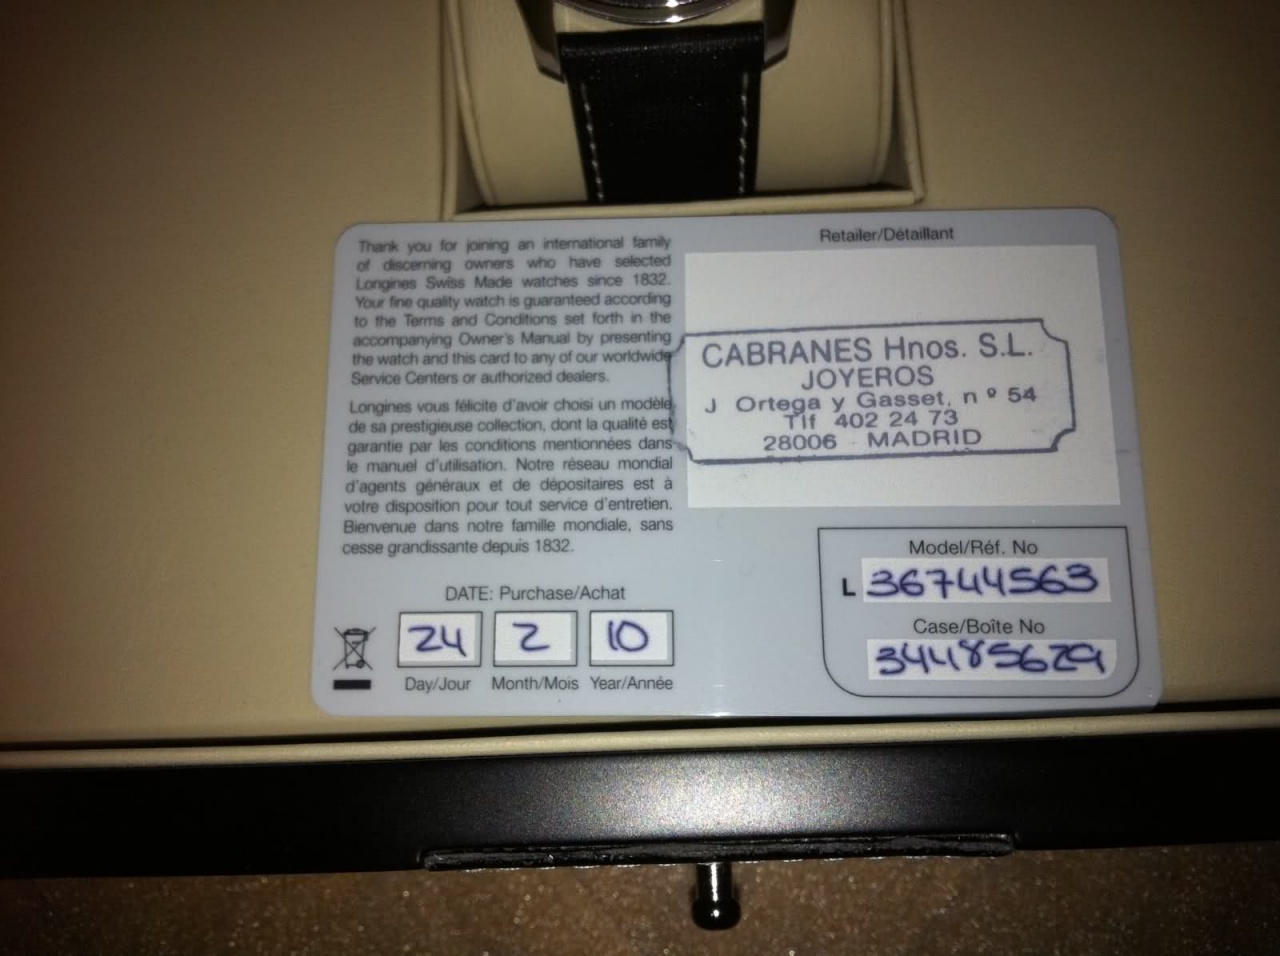 Thank you for joining an international family
of discerning owners who have selected
Longines Swiss Made watches since 1832.
Your fine quality watch is guaranteed according
to the Terms and Conditions set forth in the
accompanying Owner's Manual by presenting
the watch and this card to any of our worldwide
Service Centers or authorized dealers.
Longines vous félicite d'avoir choisi un modèle
de sa prestigieuse collection, dont la qualité est
garantie par les conditions mentionnées dans
le manuel d'utilisation. Notre réseau mondial
d'agents généraux et de dépositaires est à
votre disposition pour tout service d'entretien.
Bienvenue dans notre famille mondiale, sans
cesse grandissante depuis 1832.
DATE: Purchase/Achat
24 2 10
Day/Jour Month/Mois Year/Année
Retailer/Détaillant
CABRANES Hnos. S.L.
JOYEROS
J Ortega y Gasset, n º 54
Tlf 402 24 73
28006 MADRID
Model/Réf. No
L 36744563
Case/Boîte No
34485629